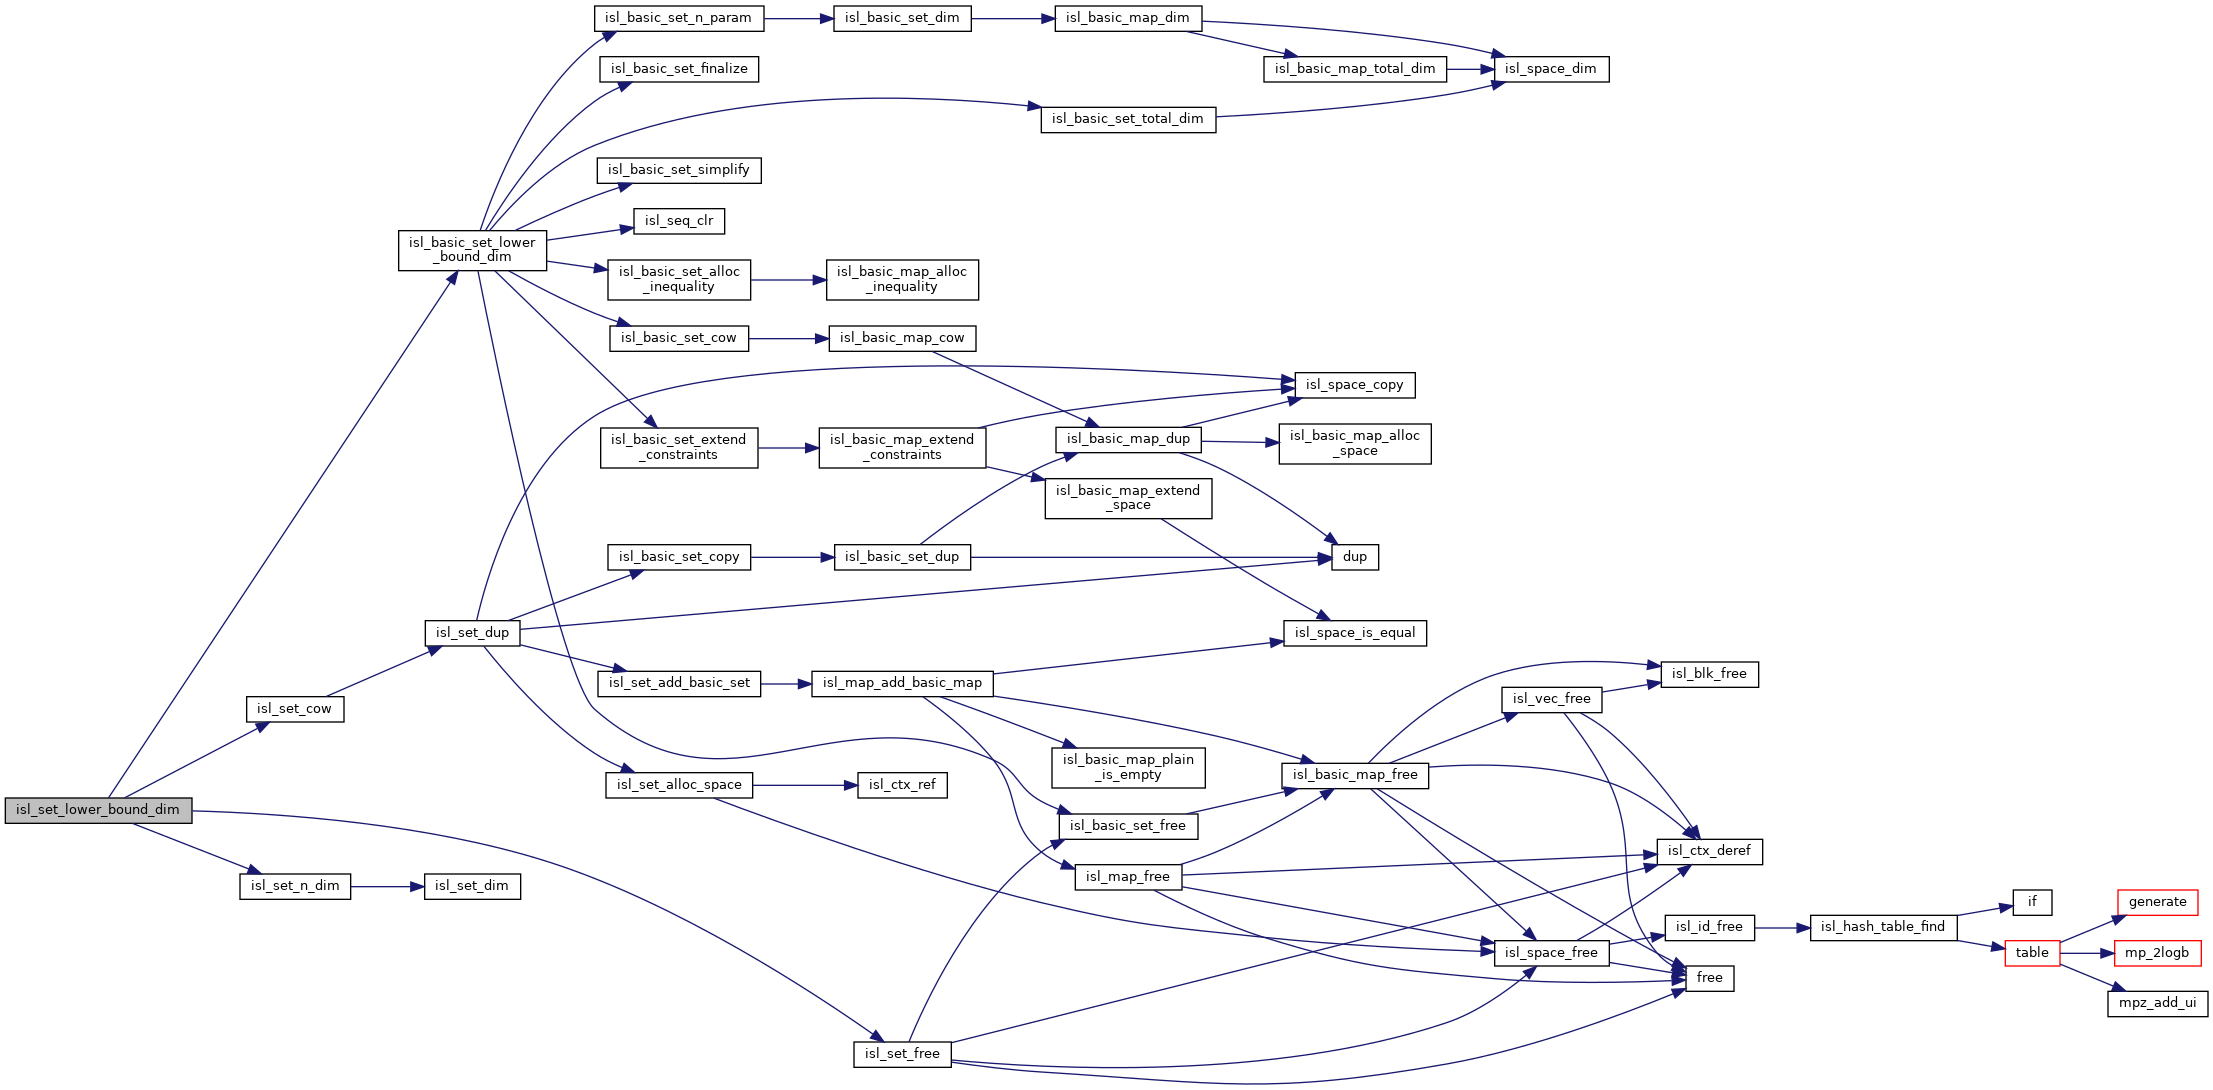 isl_basic_set_n_param
isl_basic_set_dim
isl_basic_map_dim
isl_basic_set_finalize
isl_basic_map_total_dim
isl_space_dim
isl_basic_set_total_dim
isl_basic_set_simplify
isl_seq_clr
isl_basic_set_lower
_bound_dim
isl_basic_set_alloc
_inequality
isl_basic_map_alloc
_inequality
isl_basic_set_cow
isl_basic_map_cow
isl_space_copy
isl_basic_set_extend
_constraints
isl_basic_map_extend
_constraints
isl_basic_map_dup
isl_basic_map_alloc
_space
isl_basic_map_extend
_space
isl_basic_set_copy
isl_basic_set_dup
dup
isl_set_dup
isl_space_is_equal
isl_set_add_basic_set
isl_map_add_basic_map
isl_blk_free
isl_vec_free
isl_set_cow
isl_basic_map_plain
_is_empty
isl_basic_map_free
isl_set_alloc_space
isl_ctx_ref
isl_set_lower_bound_dim
isl_basic_set_free
isl_ctx_deref
isl_set_n_dim
isl_set_dim
isl_map_free
if
generate
isl_id_free
isl_hash_table_find
isl_space_free
table
mp_2logb
free
mpz_add_ui
isl_set_free